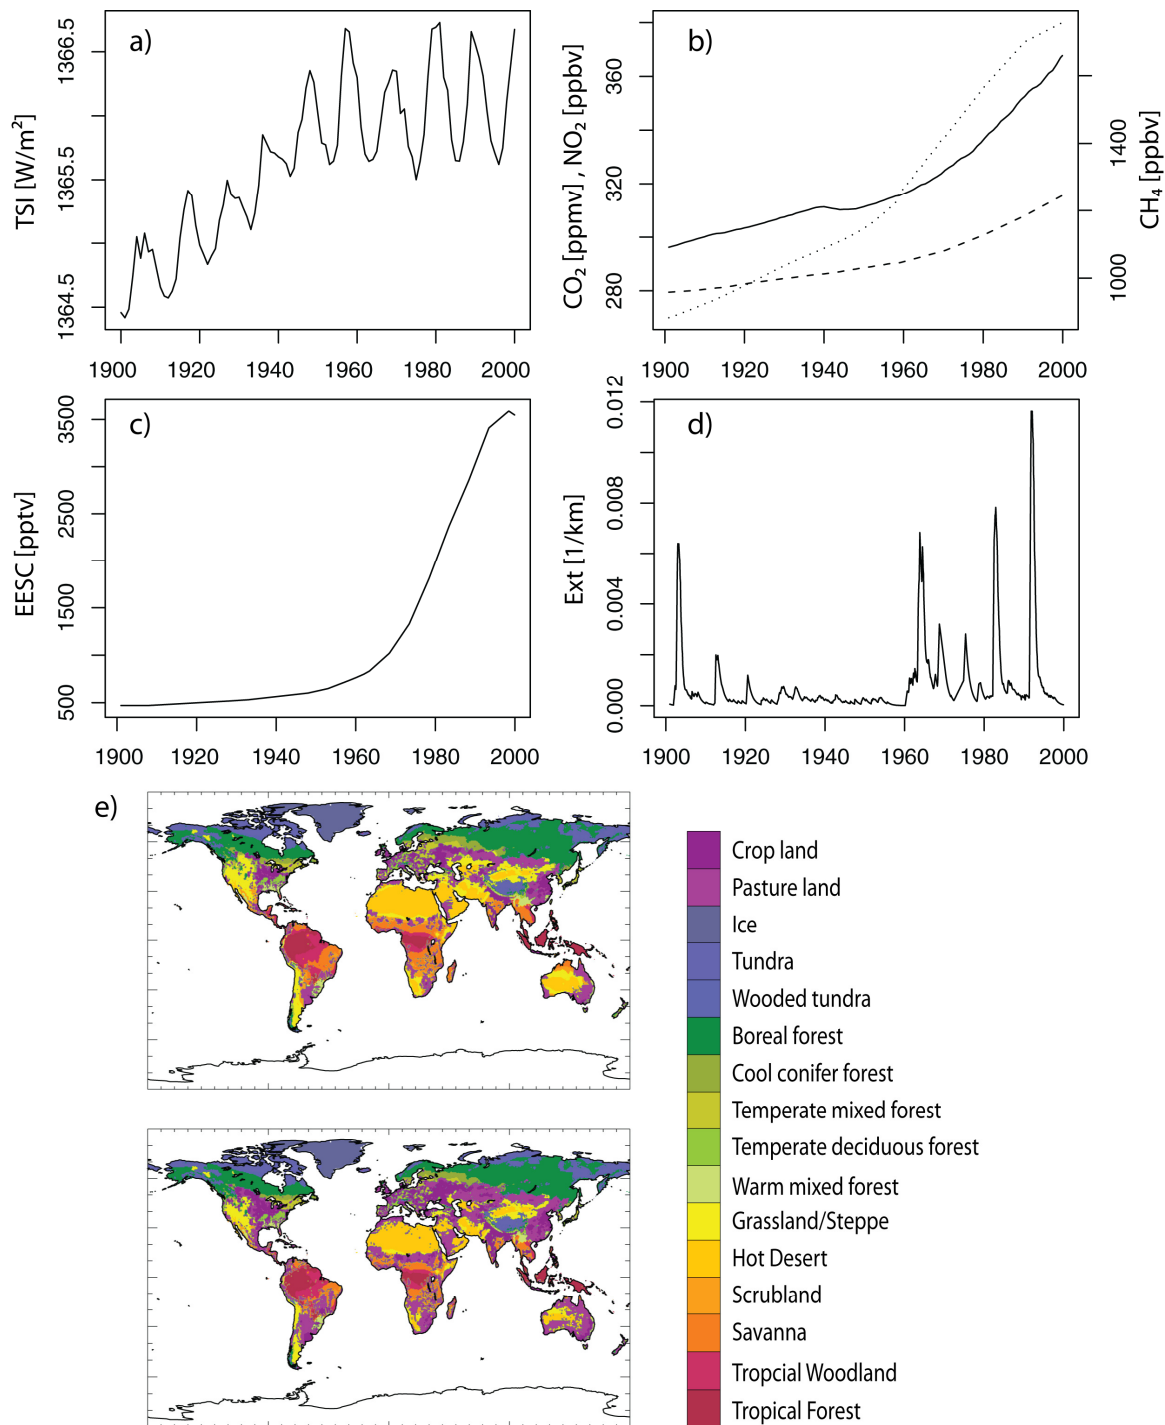 a)
TSI [W/m²]
1366.5
1365.5
1364.5
1900 1920 1940 1960 1980 2000
b)
CO₂ [ppmv] , NO₂ [ppbv]
360
320
280
CH₄ [ppbv]
1400
1000
1900 1920 1940 1960 1980 2000
c)
EESC [pptv]
3500
2500
1500
500
1900 1920 1940 1960 1980 2000
d)
Ext [1/km]
0.012
0.008
0.004
0.000
1900 1920 1940 1960 1980 2000
e)
Crop land
Pasture land
Ice
Tundra
Wooded tundra
Boreal forest
Cool conifer forest
Temperate mixed forest
Temperate deciduous forest
Warm mixed forest
Grassland/Steppe
Hot Desert
Scrubland
Savanna
Tropcial Woodland
Tropical Forest